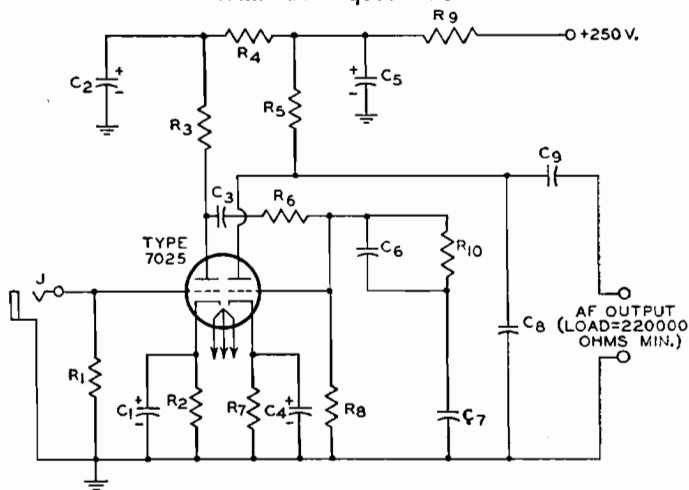 R9
R4
+250 V.
C2
+
-
+
-
C5
R3
R5
C9
C3
R6
TYPE
7025
C6
R10
J
AF OUTPUT
(LOAD=220000
OHMS MIN.)
C8
R1
C1
+
-
R2
R7
C4
+
-
R8
C7